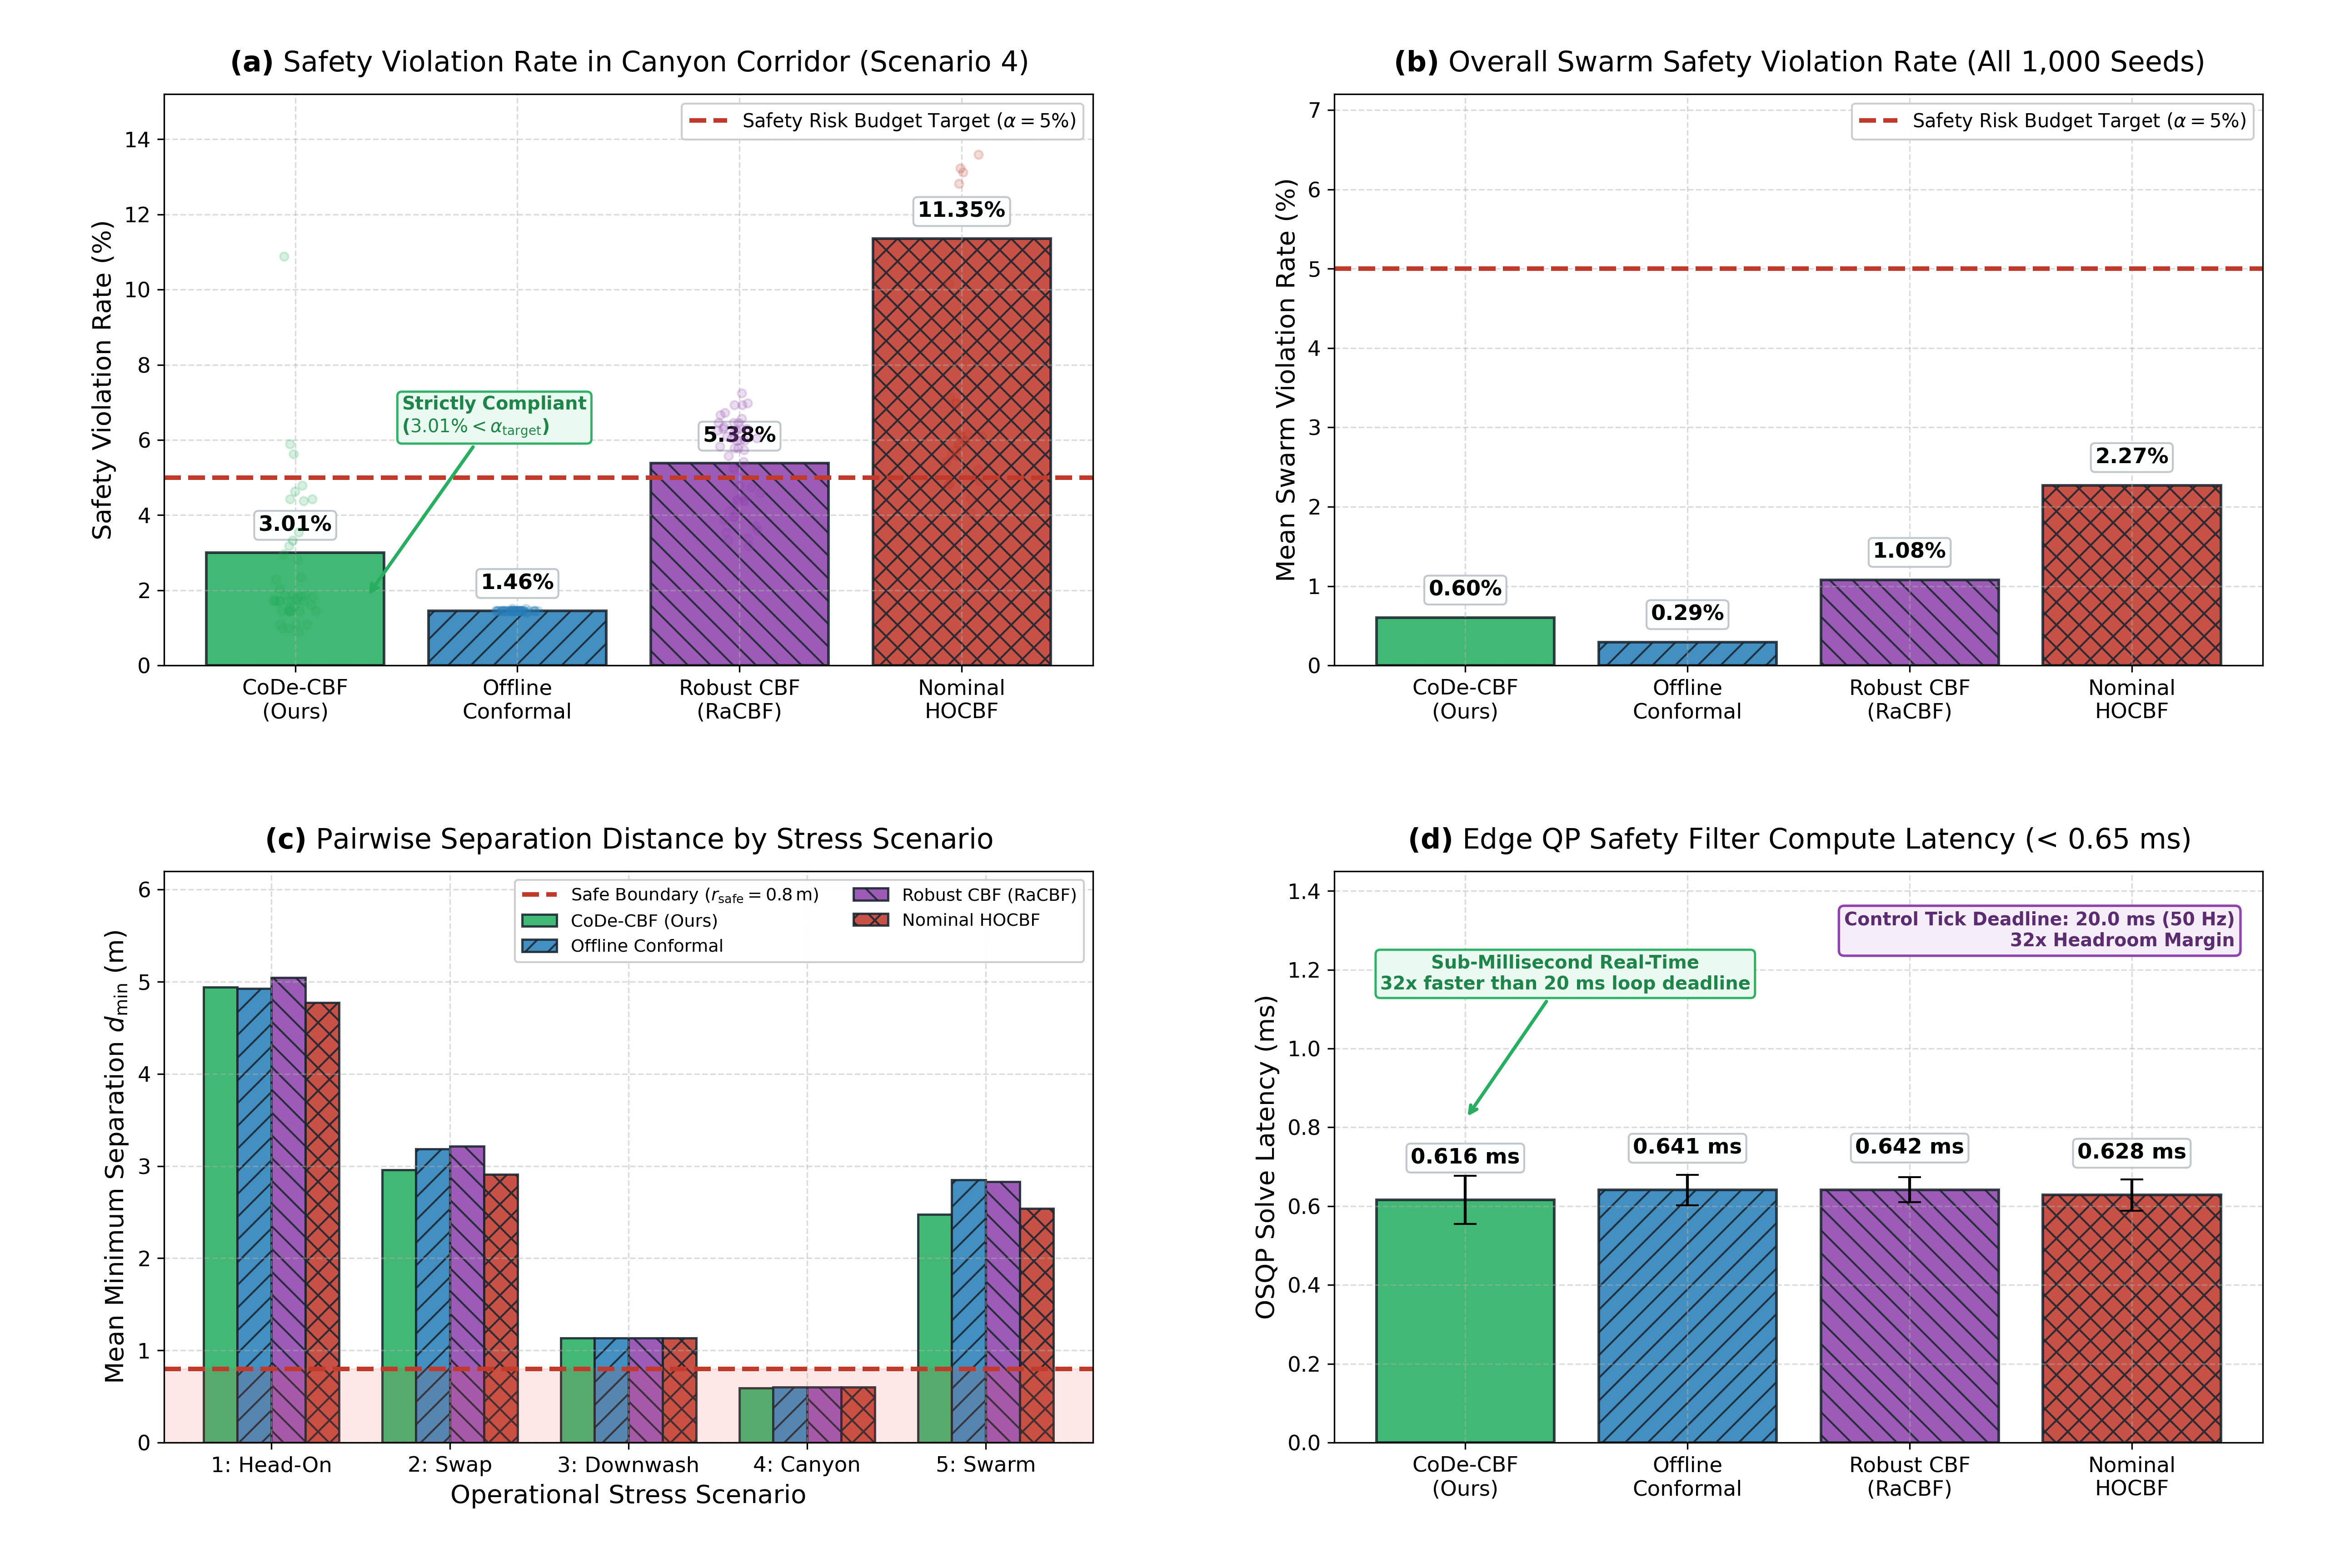 (a) Safety Violation Rate in Canyon Corridor (Scenario 4)
Safety Violation Rate (%)
14
12
10
8
6
4
2
0
Safety Risk Budget Target (α = 5%)
Strictly Compliant
(3.01% < α_target)
3.01%
1.46%
5.38%
11.35%
CoDe-CBF
(Ours)
Offline
Conformal
Robust CBF
(RaCBF)
Nominal
HOCBF
(b) Overall Swarm Safety Violation Rate (All 1,000 Seeds)
Mean Swarm Violation Rate (%)
7
6
5
4
3
2
1
0
Safety Risk Budget Target (α = 5%)
0.60%
0.29%
1.08%
2.27%
CoDe-CBF
(Ours)
Offline
Conformal
Robust CBF
(RaCBF)
Nominal
HOCBF
(c) Pairwise Separation Distance by Stress Scenario
Mean Minimum Separation d_min (m)
6
5
4
3
2
1
0
Safe Boundary (r_safe = 0.8 m)
CoDe-CBF (Ours)
Offline Conformal
Robust CBF (RaCBF)
Nominal HOCBF
1: Head-On
2: Swap
3: Downwash
4: Canyon
5: Swarm
Operational Stress Scenario
(d) Edge QP Safety Filter Compute Latency (< 0.65 ms)
OSQP Solve Latency (ms)
1.4
1.2
1.0
0.8
0.6
0.4
0.2
0.0
Control Tick Deadline: 20.0 ms (50 Hz)
32x Headroom Margin
Sub-Millisecond Real-Time
32x faster than 20 ms loop deadline
0.616 ms
0.641 ms
0.642 ms
0.628 ms
CoDe-CBF
(Ours)
Offline
Conformal
Robust CBF
(RaCBF)
Nominal
HOCBF